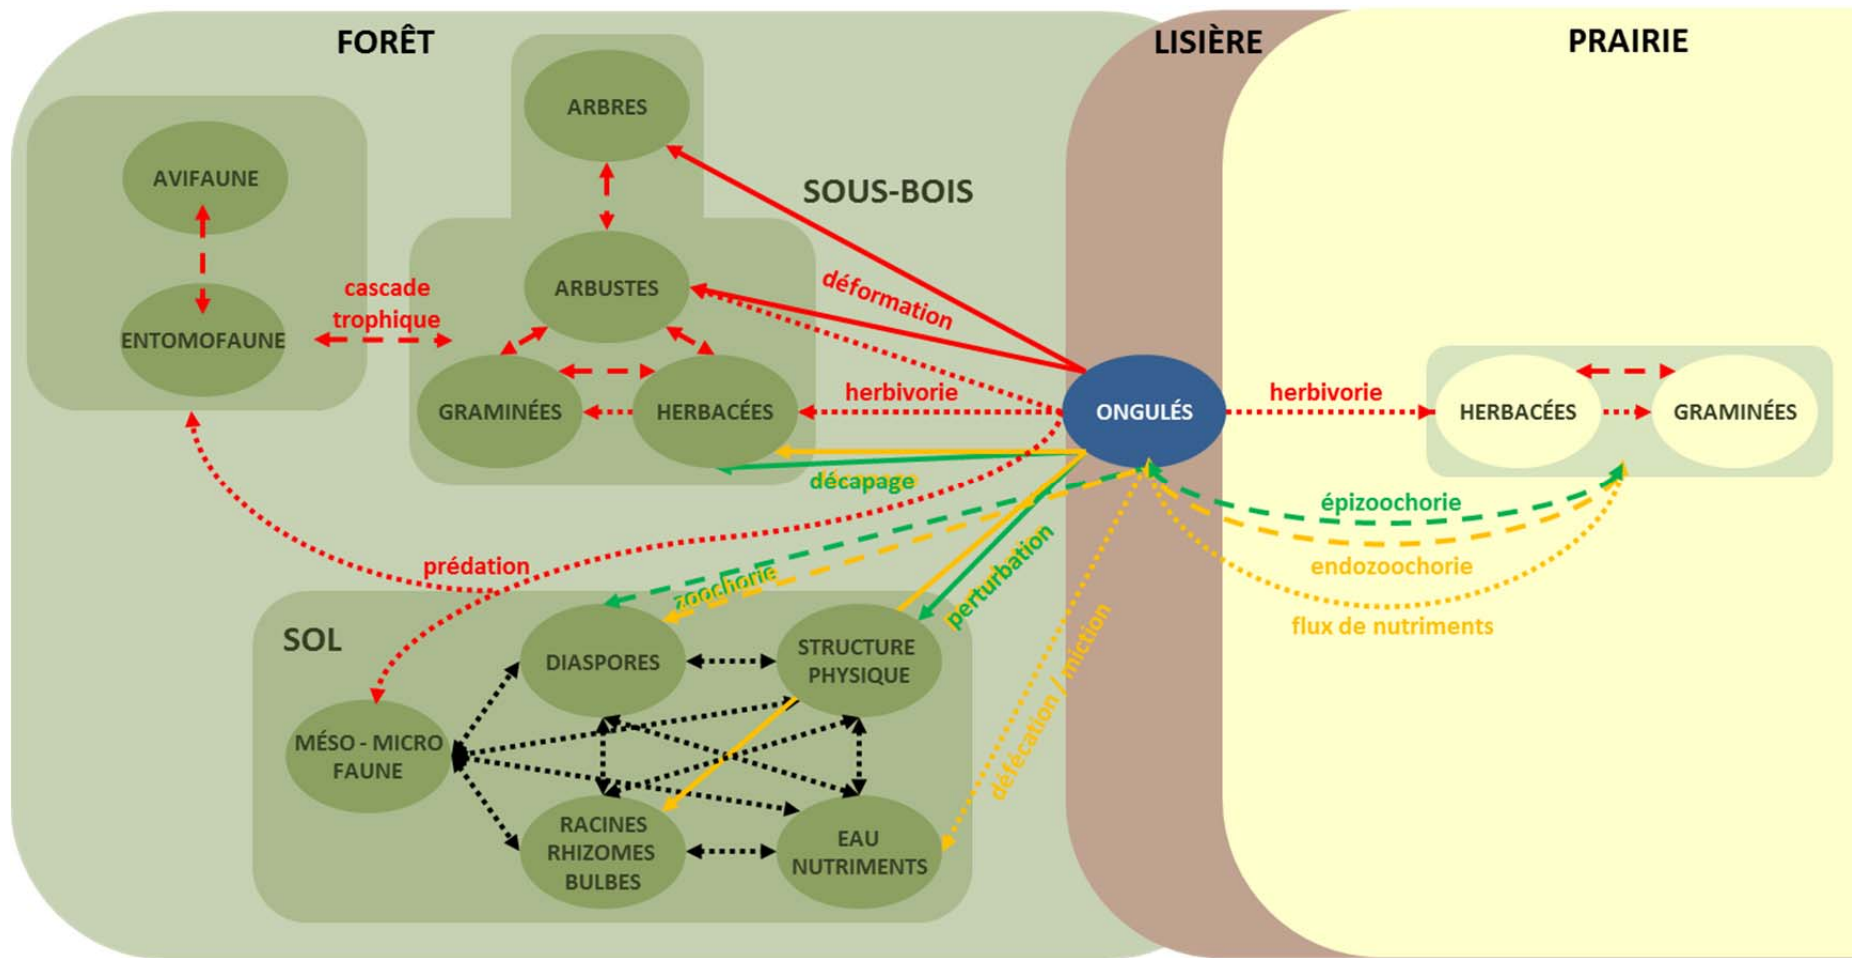 FORÊT
LISIÈRE
PRAIRIE
ARBRES
AVIFAUNE
SOUS-BOIS
cascade
trophique
ARBUSTES
déformation
ENTOMOFAUNE
GRAMINÉES
HERBACÉES
herbivorie
ONGULÉS
herbivorie
HERBACÉES
GRAMINÉES
décapage
épizoochorie
prédation
zoochorie
perturbation
endozoochorie
flux de nutriments
SOL
DIASPORES
STRUCTURE
PHYSIQUE
défécation / miction
MÉSO - MICRO
FAUNE
RACINES
RHIZOMES
BULBES
EAU
NUTRIMENTS